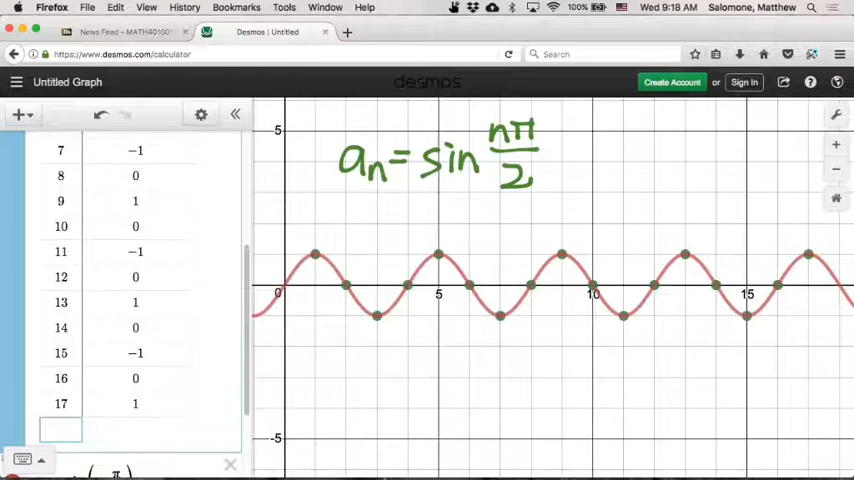 Firefox File Edit View History Bookmarks Tools Window Help 100% Wed 9:18 AM Salomone, Matthew
News Feed – MATH40100 Desmos | Untitled
https://www.desmos.com/calculator Search
Untitled Graph desmos Create Account or Sign In
7 −1
8 0
9 1
10 0
11 −1
12 0
13 1
14 0
15 −1
16 0
17 1
5
aₙ = sin nπ/2
0 5 10 15
-5